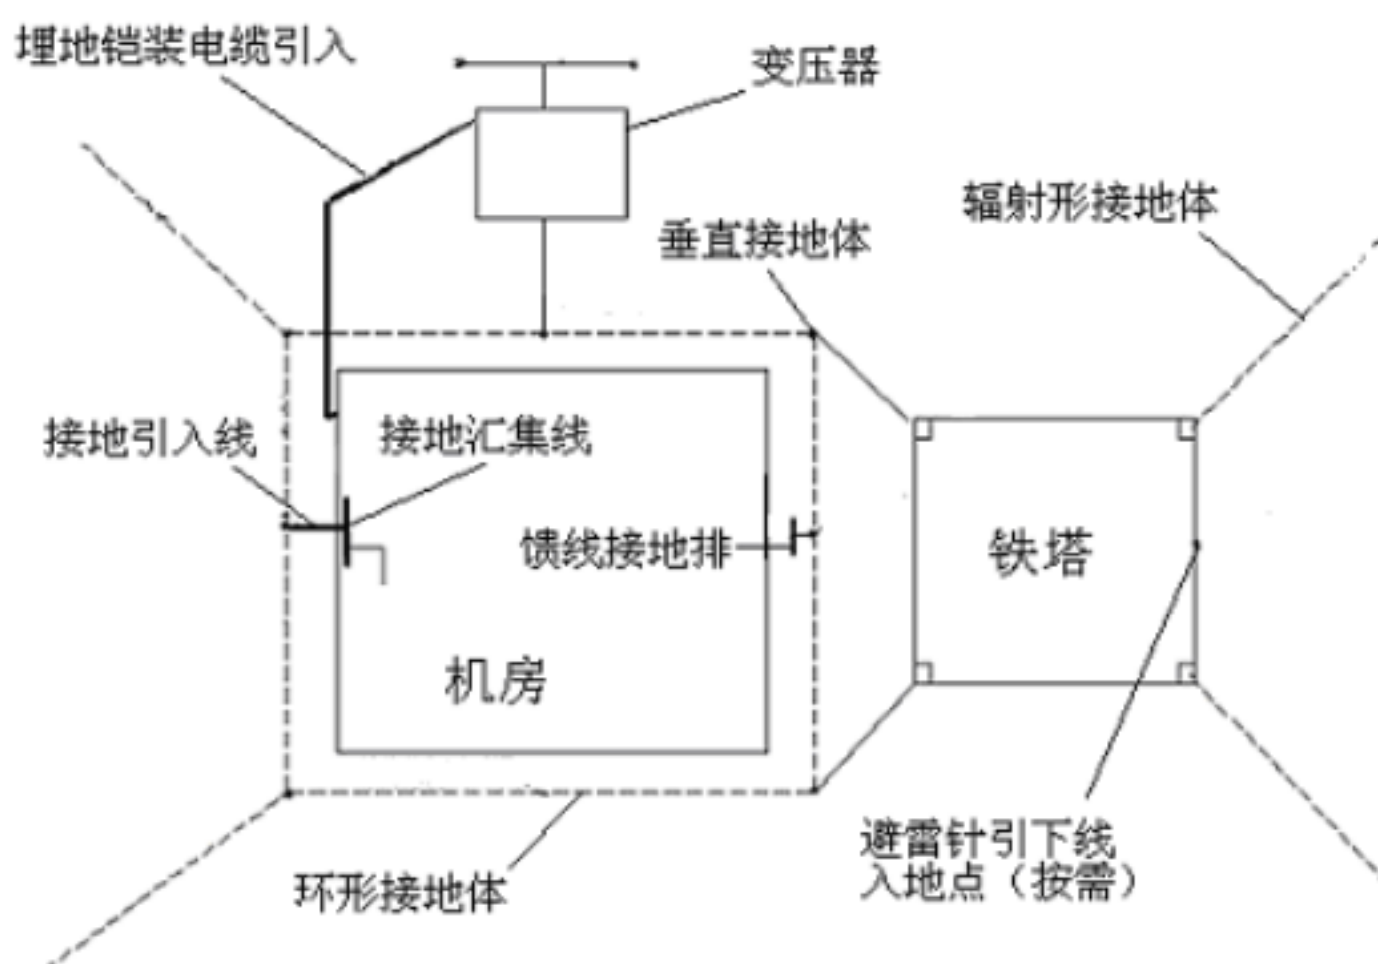 埋地铠装电缆引入
变压器
辐射形接地体
垂直接地体
接地引入线
接地汇集线
馈线接地排
铁塔
机房
避雷针引下线
入地点（按需）
环形接地体